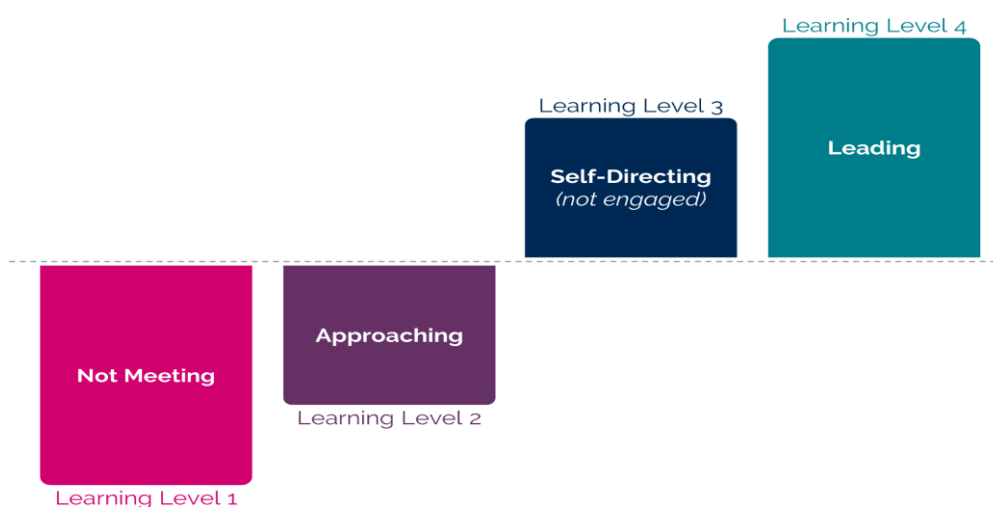 Learning Level 4
Learning Level 3
Leading
Self-Directing
(not engaged)
Approaching
Not Meeting
Learning Level 2
Learning Level 1